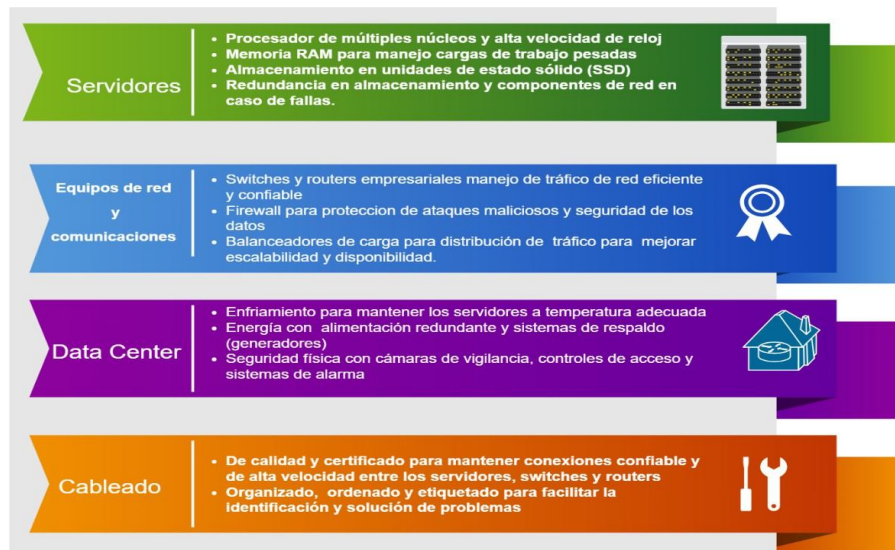 Servidores
• Procesador de múltiples núcleos y alta velocidad de reloj
• Memoria RAM para manejo cargas de trabajo pesadas
• Almacenamiento en unidades de estado sólido (SSD)
• Redundancia en almacenamiento y componentes de red en
caso de fallas.
Equipos de red
y
comunicaciones
• Switches y routers empresariales manejo de tráfico de red eficiente
y confiable
• Firewall para proteccion de ataques maliciosos y seguridad de los
datos
• Balanceadores de carga para distribución de tráfico para mejorar
escalabilidad y disponibilidad.
Data Center
• Enfriamiento para mantener los servidores a temperatura adecuada
• Energía con alimentación redundante y sistemas de respaldo
(generadores)
• Seguridad física con cámaras de vigilancia, controles de acceso y
sistemas de alarma
Cableado
• De calidad y certificado para mantener conexiones confiable y
de alta velocidad entre los servidores, switches y routers
• Organizado, ordenado y etiquetado para facilitar la
identificación y solución de problemas